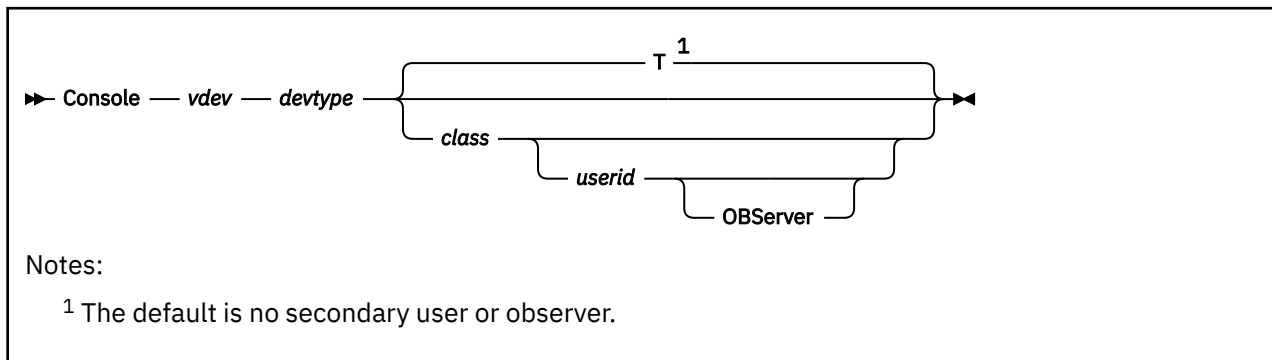 T 1
Console vdev devtype
class
userid
OBServer
Notes:
1 The default is no secondary user or observer.